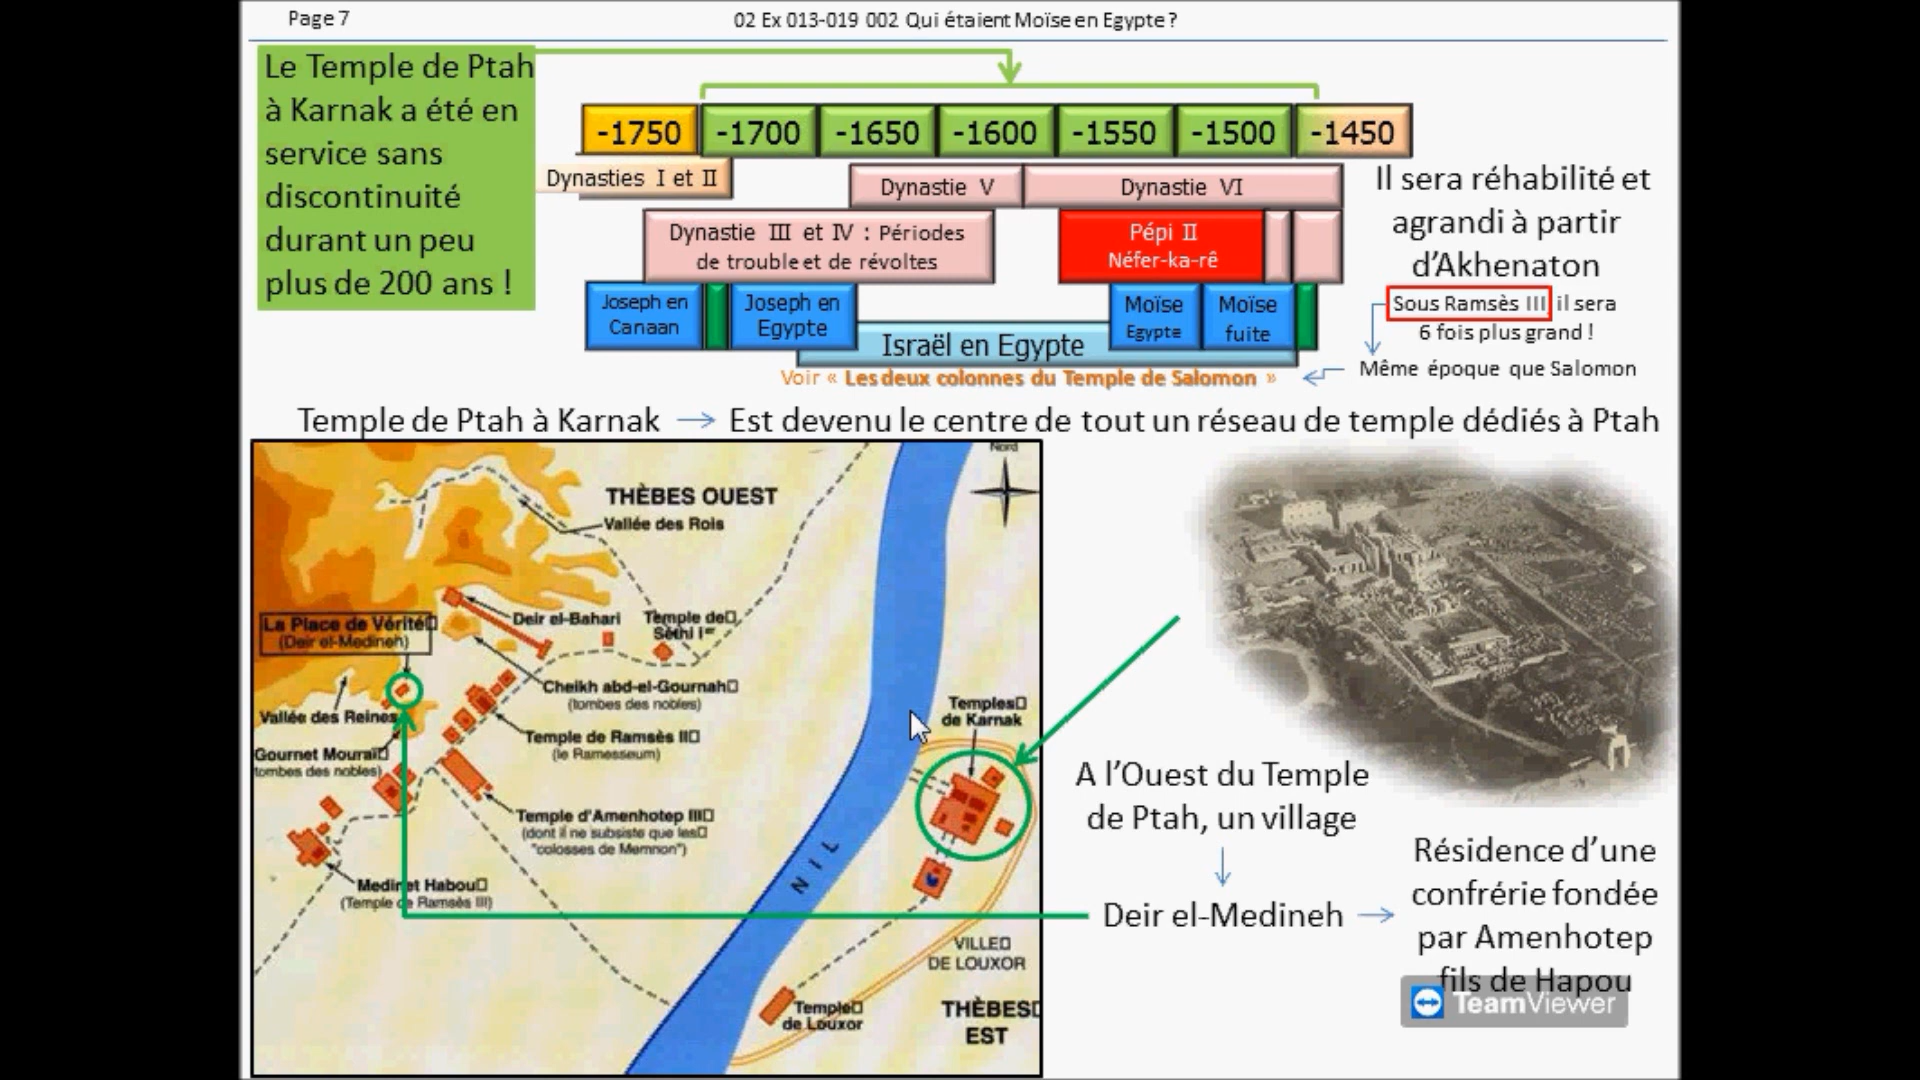 Page 7
02 Ex 013-019 002 Qui étaient Moïse en Egypte ?
Le Temple de Ptah
à Karnak a été en
service sans
discontinuité
durant un peu
plus de 200 ans !
-1750
-1700
-1650
-1600
-1550
-1500
-1450
Dynasties I et II
Dynastie V
Dynastie VI
Dynastie III et IV : Périodes
de trouble et de révoltes
Pépi II
Néfer-ka-rê
Joseph en
Canaan
Joseph en
Egypte
Moïse
Egypte
Moïse
fuite
Israël en Egypte
Il sera réhabilité et
agrandi à partir
d'Akhenaton
Sous Ramsès III, il sera
6 fois plus grand !
Même époque que Salomon
Voir « Les deux colonnes du Temple de Salomon »
Temple de Ptah à Karnak → Est devenu le centre de tout un réseau de temple dédiés à Ptah
Nord
THÈBES OUEST
Vallée des Rois
Deir el-Bahari
Temple de
Séthi Ier
La Place de Vérité
(Deir el-Medineh)
Cheikh abd-el-Gournah
(tombes des nobles)
Vallée des Reines
Temple de Ramsès II
(le Ramesseum)
Gournet Mouraï
tombes des nobles)
Temple d'Amenhotep III
(dont il ne subsiste que les
"colosses de Memnon")
Medinet Habou
(Temple de Ramsès III)
NIL
Temples
de Karnak
VILLE
DE LOUXOR
Temple
de Louxor
THÈBES
EST
A l'Ouest du Temple
de Ptah, un village
Deir el-Medineh →
Résidence d'une
confrérie fondée
par Amenhotep
fils de Hapou
TeamViewer